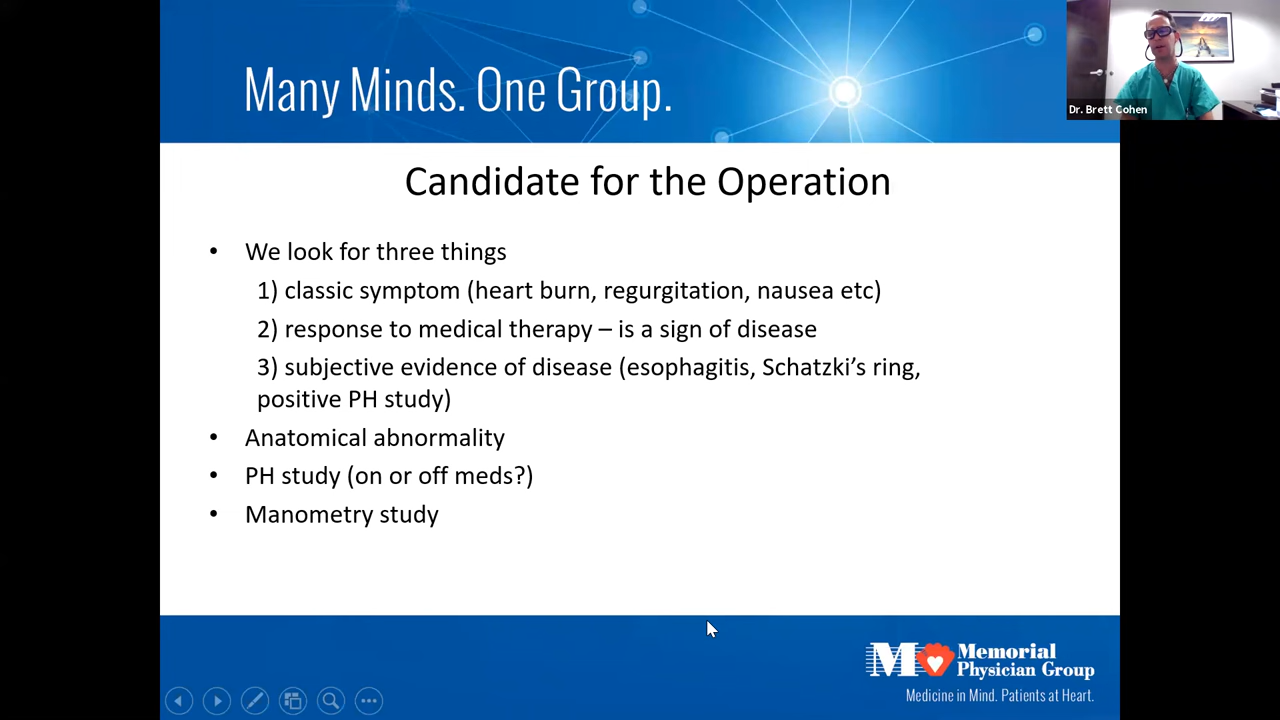 Many Minds. One Group.
Dr. Brett Cohen
Candidate for the Operation
• We look for three things
1) classic symptom (heart burn, regurgitation, nausea etc)
2) response to medical therapy – is a sign of disease
3) subjective evidence of disease (esophagitis, Schatzki’s ring,
positive PH study)
• Anatomical abnormality
• PH study (on or off meds?)
• Manometry study
M Memorial
Physician Group
Medicine in Mind. Patients at Heart.